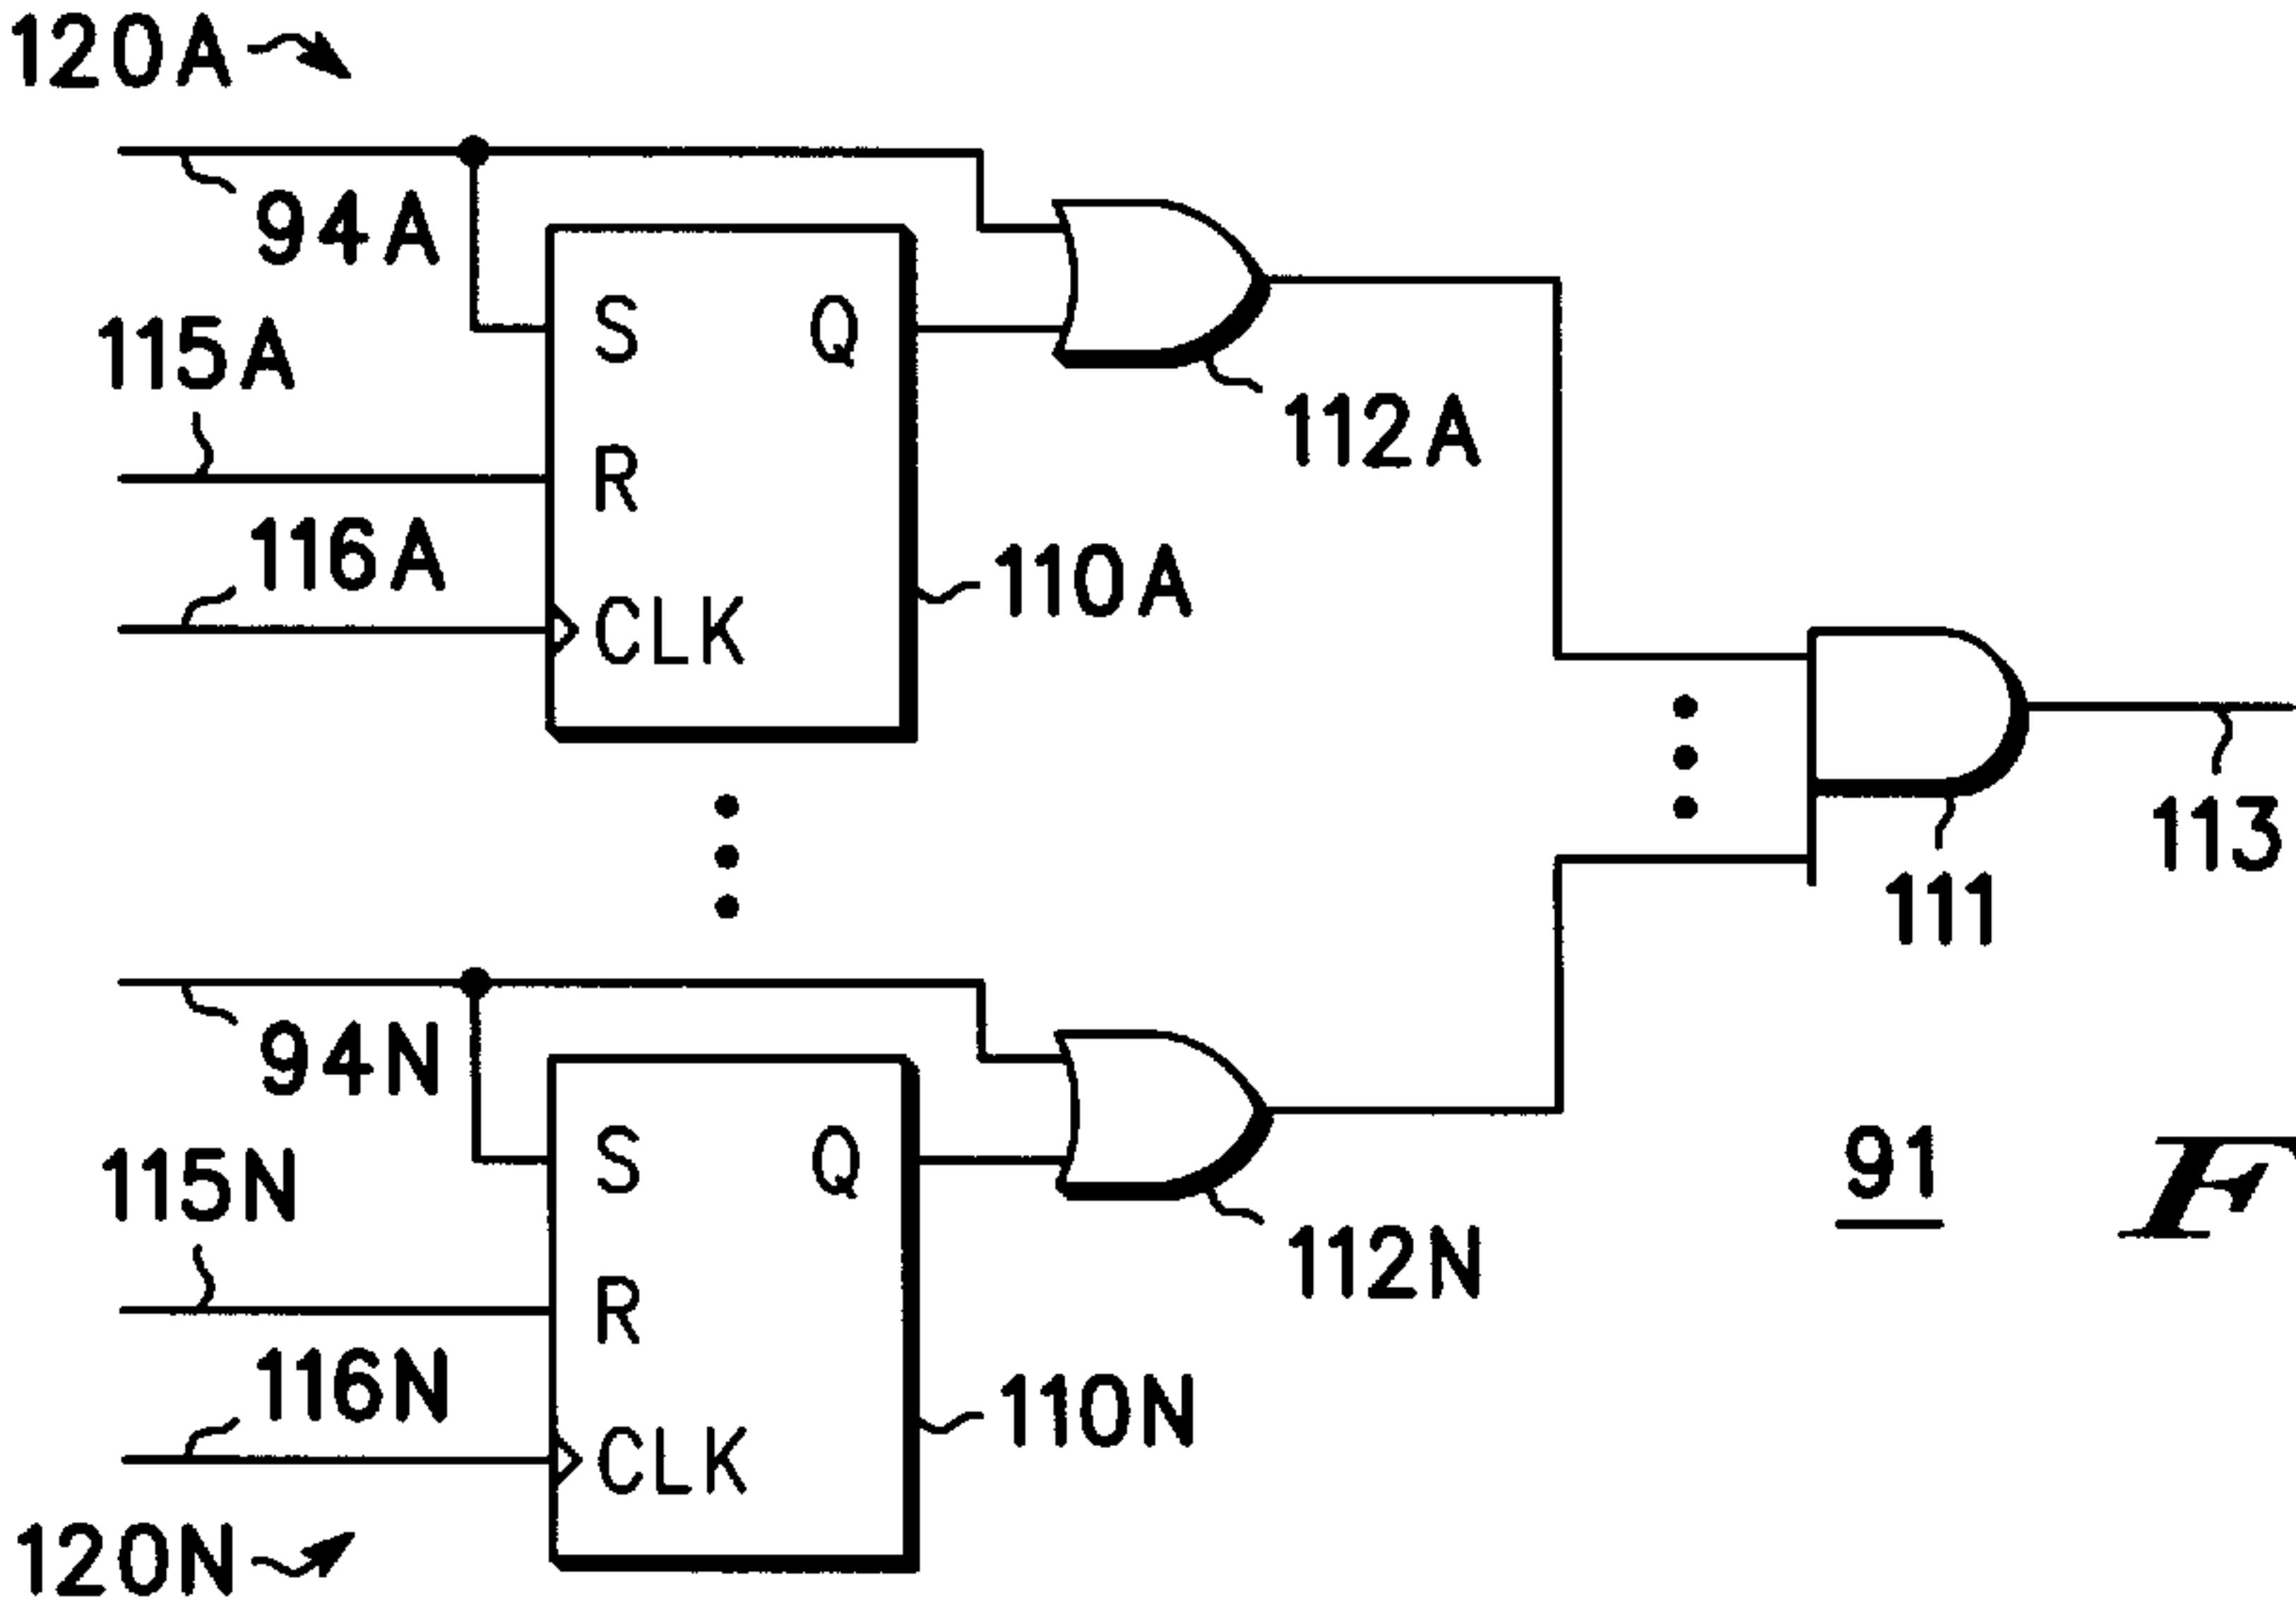 120A
94A
115A
S Q
112A
R
116A
110A
CLK
113
111
94N
115N
S Q
91
F
112N
R
116N
110N
CLK
120N